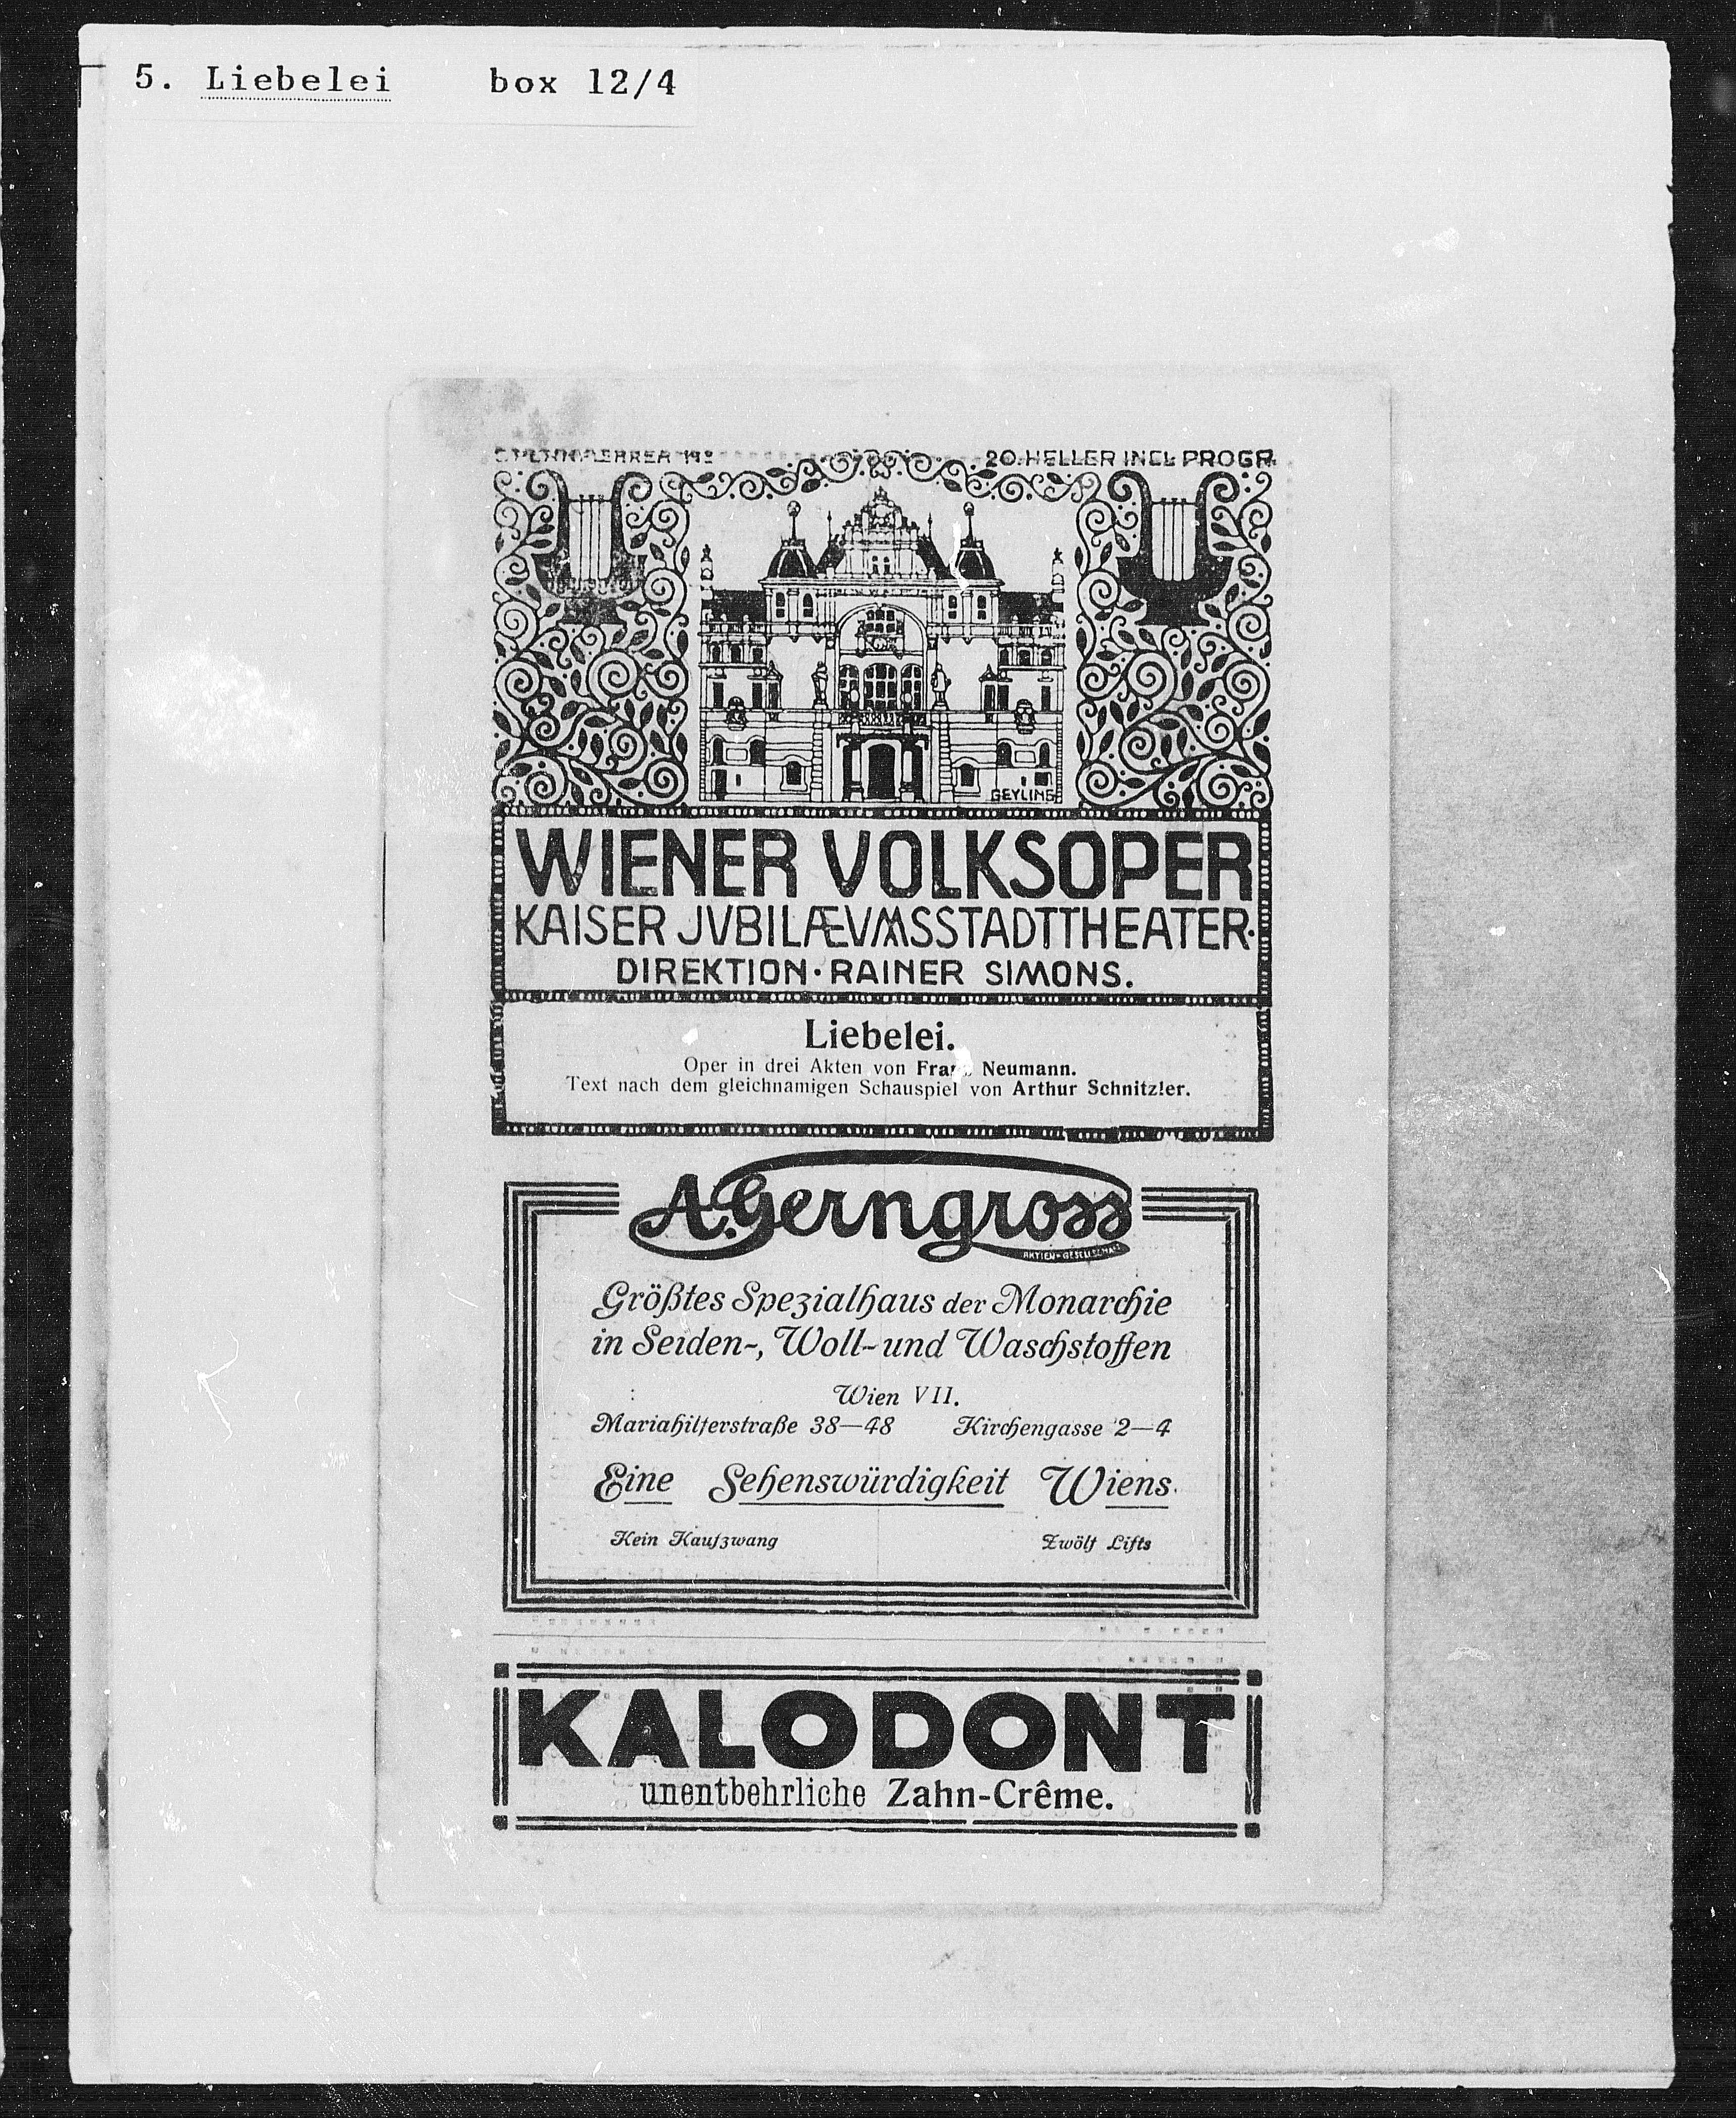 5. Liebelei box 12/4
20 HELLER INCL PROGR.
GEYLING
WIENER VOLKSOPER
KAISER JVBILÆVMSSTADTTHEATER.
DIREKTION · RAINER SIMONS.
Liebelei.
Oper in drei Akten von Neumann.
Text nach dem gleichnamigen Schauspiel von Arthur Schnitzler.
A. Gerngross
AKTIEN-GESELLSCHAFT
Größtes Spezialhaus der Monarchie
in Seiden-, Woll- und Waschstoffen
Wien VII.
Mariahilferstraße 38—48 Kirchengasse 2—4
Eine Sehenswürdigkeit Wiens.
Kein Kaufzwang Zwölf Lifts
KALODONT
unentbehrliche Zahn-Crême.